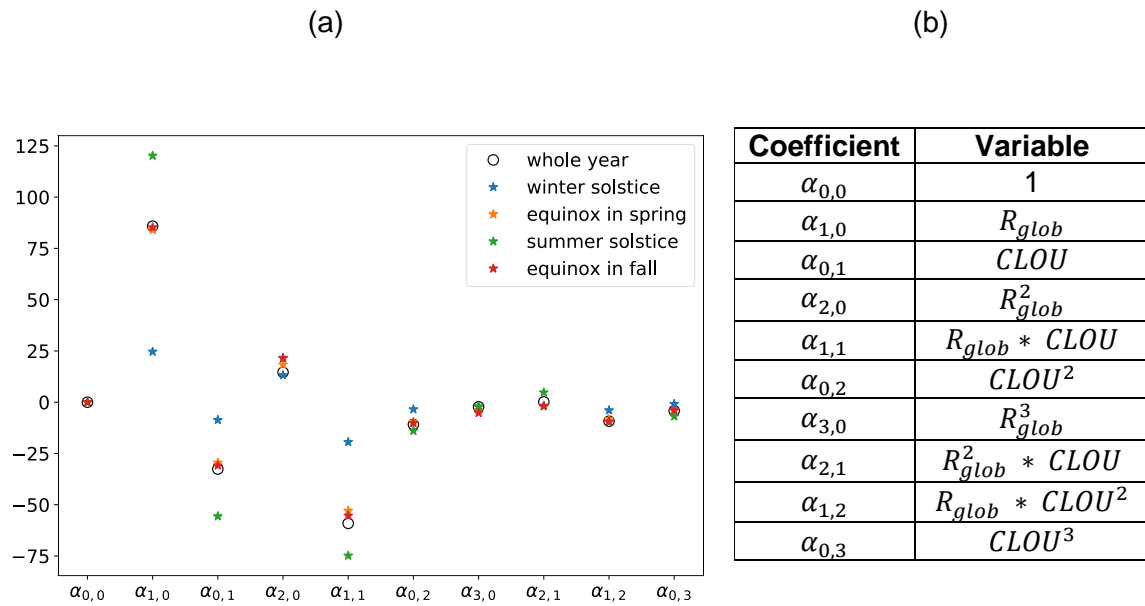 (a)
(b)
125
100
75
50
25
0
−25
−50
−75
whole year
winter solstice
equinox in spring
summer solstice
equinox in fall
α0,0 α1,0 α0,1 α2,0 α1,1 α0,2 α3,0 α2,1 α1,2 α0,3
Coefficient Variable
α0,0 1
α1,0 Rglob
α0,1 CLOU
α2,0 R²glob
α1,1 Rglob * CLOU
α0,2 CLOU²
α3,0 R³glob
α2,1 R²glob * CLOU
α1,2 Rglob * CLOU²
α0,3 CLOU³